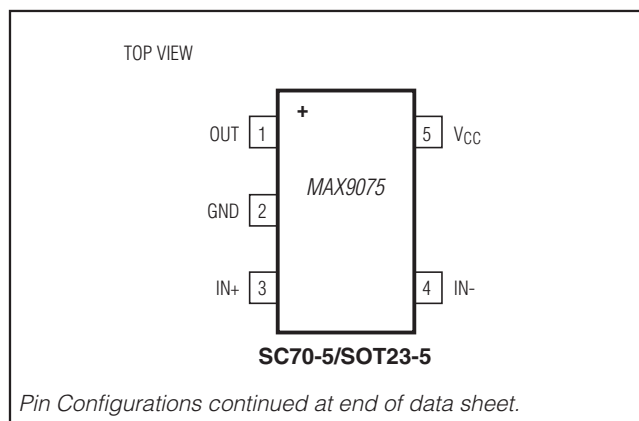 TOP VIEW
+
OUT 1 5 VCC
MAX9075
GND 2
IN+ 3 4 IN-
SC70-5/SOT23-5
Pin Configurations continued at end of data sheet.